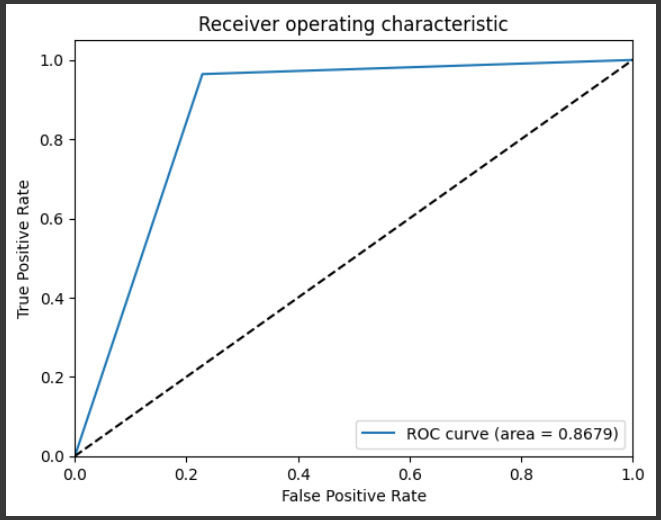 Receiver operating characteristic
1.0
0.8
0.6
0.4
0.2
0.0
True Positive Rate
ROC curve (area = 0.8679)
0.0 0.2 0.4 0.6 0.8 1.0
False Positive Rate